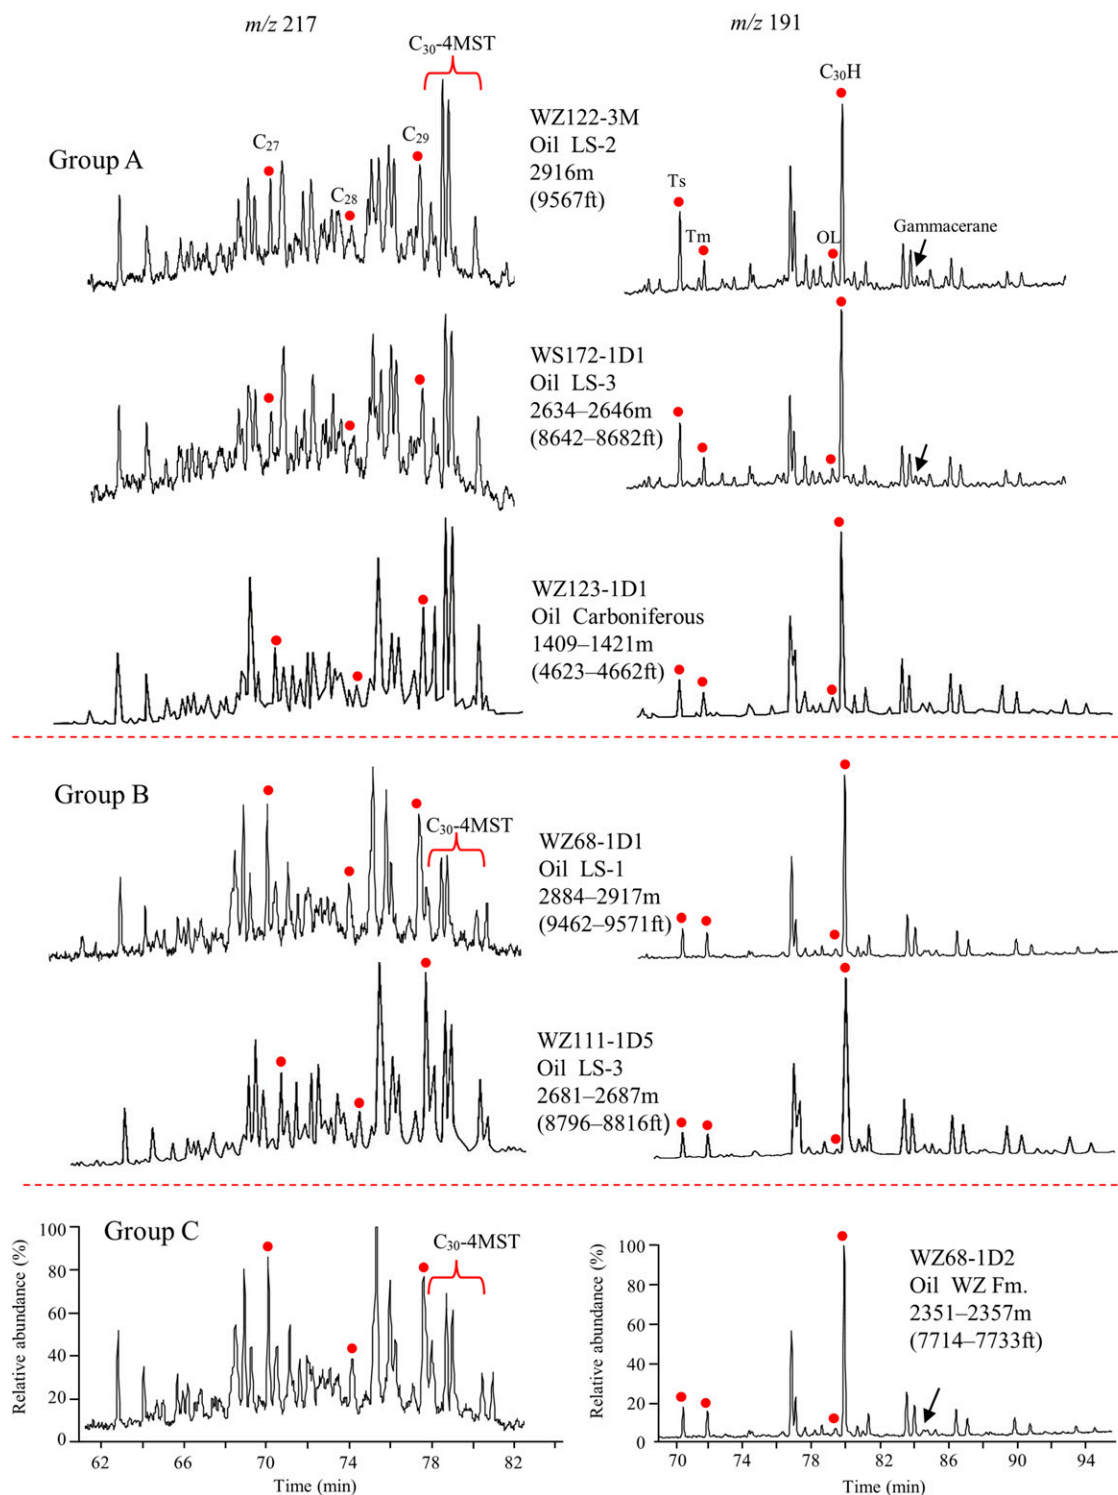 m/z 217
m/z 191
C₃₀-4MST
C₃₀H
WZ122-3M
Oil LS-2
2916m
(9567ft)
Group A
C₂₇
C₂₈
C₂₉
Ts
Tm
OL
Gammacerane
WS172-1D1
Oil LS-3
2634–2646m
(8642–8682ft)
WZ123-1D1
Oil Carboniferous
1409–1421m
(4623–4662ft)
Group B
C₃₀-4MST
WZ68-1D1
Oil LS-1
2884–2917m
(9462–9571ft)
WZ111-1D5
Oil LS-3
2681–2687m
(8796–8816ft)
Group C
C₃₀-4MST
WZ68-1D2
Oil WZ Fm.
2351–2357m
(7714–7733ft)
Relative abundance (%)
100
80
60
40
20
0
62 66 70 74 78 82
Time (min)
Relative abundance (%)
100
80
60
40
20
0
70 74 78 82 86 90 94
Time (min)